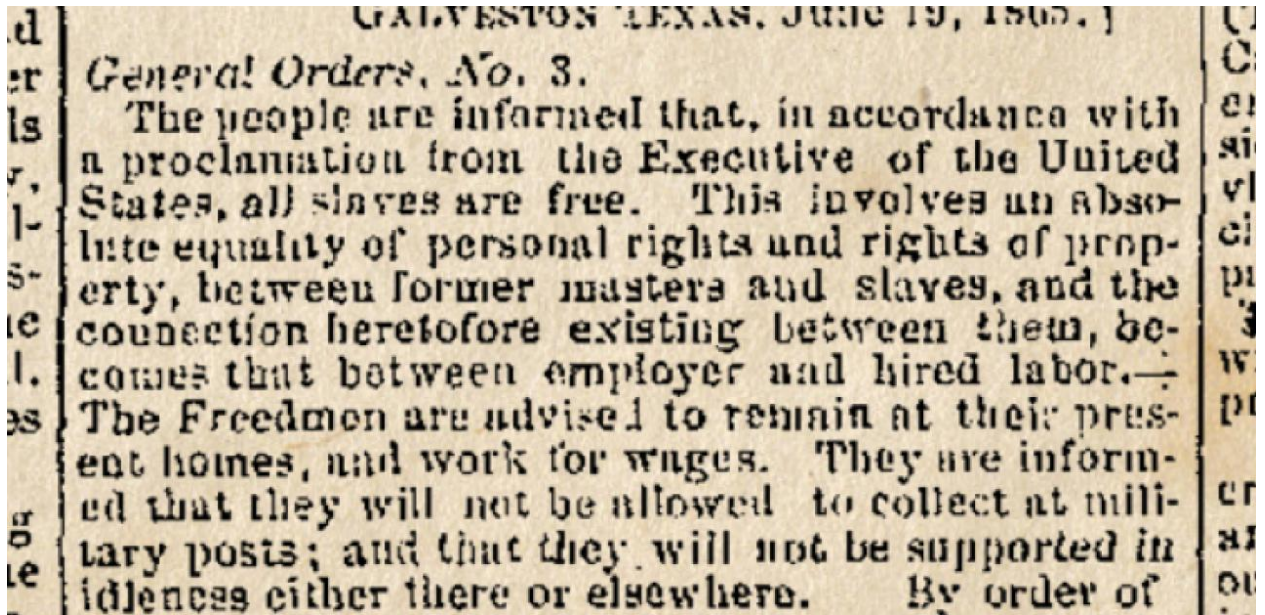 GALVESTON TEXAS, June 19, 1865.}
General Orders, No. 3.
The people are informed that, in accordance with
a proclamation from the Executive of the United
States, all slaves are free. This involves an abso-
lute equality of personal rights and rights of prop-
erty, between former masters and slaves, and the
connection heretofore existing between them, be-
comes that between employer and hired labor.—
The Freedmen are advised to remain at their pres-
ent homes, and work for wages. They are inform-
ed that they will not be allowed to collect at mili-
tary posts; and that they will not be supported in
idleness either there or elsewhere. By order of